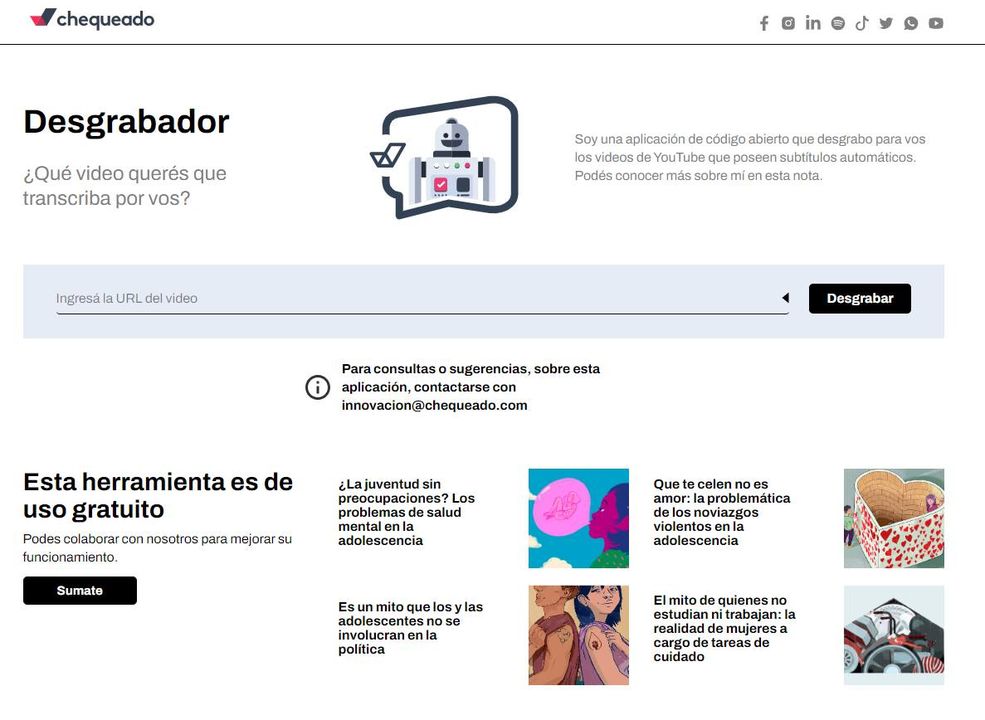 chequeado
Desgrabador
¿Qué video querés que
transcriba por vos?
Soy una aplicación de código abierto que desgrabo para vos
los videos de YouTube que poseen subtítulos automáticos.
Podés conocer más sobre mí en esta nota.
Ingresá la URL del video
Desgrabar
Para consultas o sugerencias, sobre esta
aplicación, contactarse con
innovacion@chequeado.com
Esta herramienta es de
uso gratuito
Podes colaborar con nosotros para mejorar su
funcionamiento.
Sumate
¿La juventud sin
preocupaciones? Los
problemas de salud
mental en la
adolescencia
Que te celen no es
amor: la problemática
de los noviazgos
violentos en la
adolescencia
Es un mito que los y las
adolescentes no se
involucran en la
política
El mito de quienes no
estudian ni trabajan: la
realidad de mujeres a
cargo de tareas de
cuidado